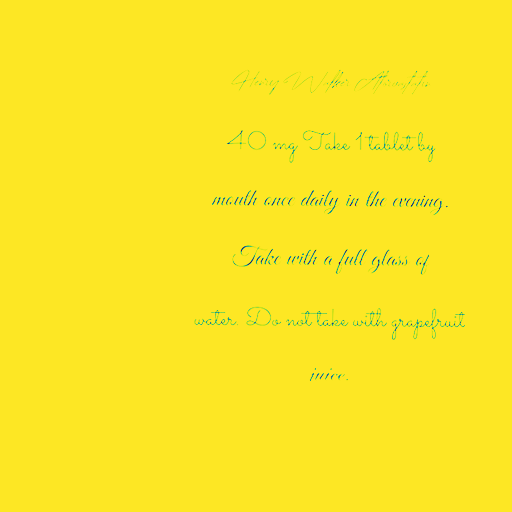 Henry Walker Atorvastatin
40 mg Take 1 tablet by
mouth once daily in the evening.
Take with a full glass of
water. Do not take with grapefruit
juice.